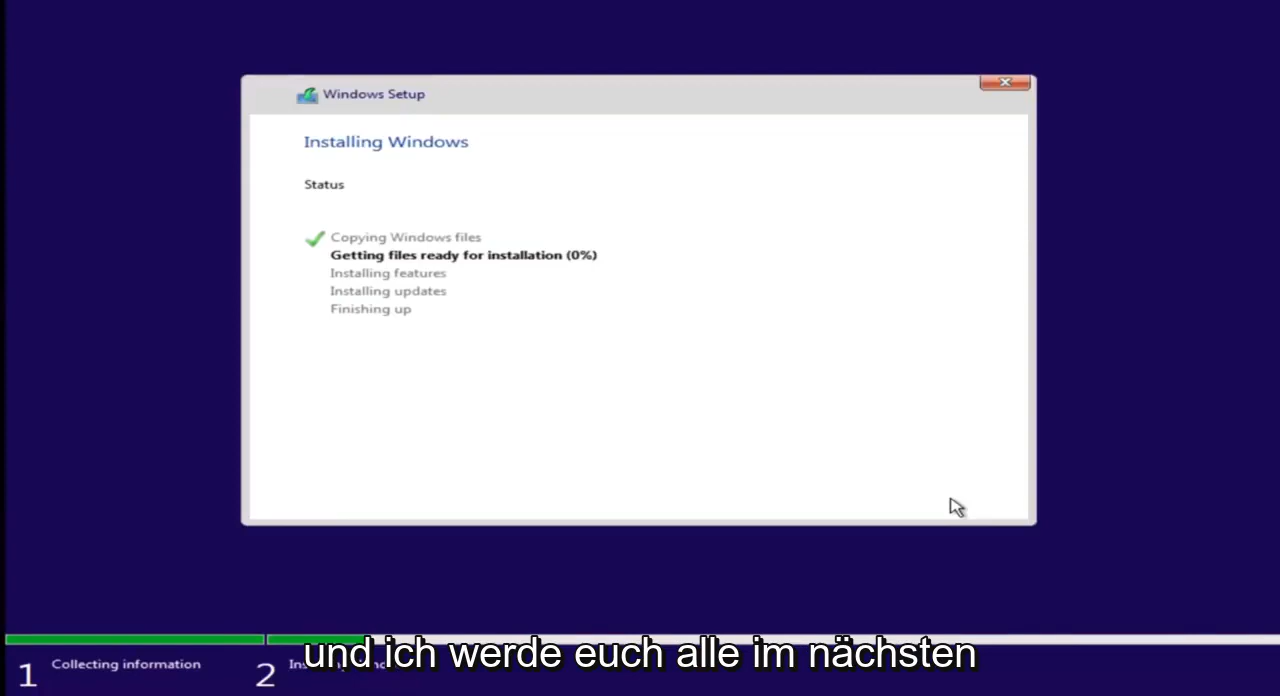 Windows Setup
Installing Windows
Status
Copying Windows files
Getting files ready for installation (0%)
Installing features
Installing updates
Finishing up
und ich werde euch alle im nächsten
1 Collecting information
2